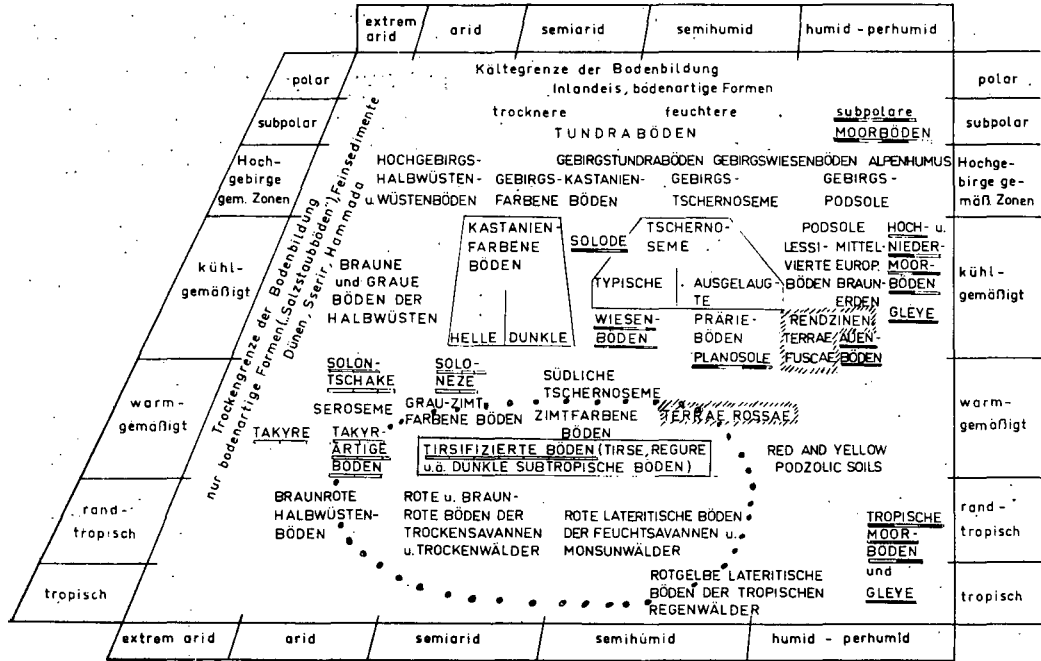 extrem arid semiarid semihumid humid - perhumid
arid
polar Kältegrenze der Bodenbildung polar
Inlandeis, bodenartige Formen
trocknere feuchtere subpolare
subpolar TUNDRABÖDEN MOORBÖDEN subpolar
Hoch- HOCHGEBIRGS- GEBIRGSTUNDRABÖDEN GEBIRGSWIESENBÖDEN ALPENHUMUS Hochge-
gebirge HALBWÜSTEN- GEBIRGS-KASTANIEN- GEBIRGS- GEBIRGS- birge ge-
gem. Zonen u. WÜSTENBÖDEN FARBENE BÖDEN TSCHERNOSEME PODSOLE mäß. Zonen
Trockengrenze der Bodenbildung
nur bodenartige Formen („Salzstaubböden"), Feinsedimente
Dünen, Sserir, Hammada
kühl-
gemäßigt
BRAUNE
und GRAUE
BÖDEN DER
HALBWÜSTEN
KASTANIEN-
FARBENE
BÖDEN
HELLE DUNKLE
SOLODE
TSCHERNO-
SEME
TYPISCHE AUSGELAUG-
TE
WIESEN-
BÖDEN
PRÄRIE-
BÖDEN
PLANOSOLE
PODSOLE HOCH- u.
LESSI- MITTEL- NIEDER-
VIERTE EUROP. MOOR-
BÖDEN BRAUN- BÖDEN
ERDEN
GLEYE
RENDZINEN
TERRAE AUEN-
FUSCAE BÖDEN
kühl-
gemäßigt
warm-
gemäßigt
SOLON-
TSCHAKE
SOLO-
NEZE
SÜDLICHE
TSCHERNOSEME
SEROSEME
GRAU-ZIMT-
FARBENE BÖDEN
ZIMTFARBENE
BÖDEN
TERRAE ROSSAE
TAKYRE
TAKYR-
ARTIGE
BÖDEN
TIRSIFIZIERTE BÖDEN (TIRSE, REGURE
u.ä. DUNKLE SUBTROPISCHE BÖDEN)
RED AND YELLOW
PODZOLIC SOILS
warm-
gemäßigt
rand-
tropisch
BRAUNROTE
HALBWÜSTEN-
BÖDEN
ROTE u. BRAUN-
ROTE BÖDEN DER
TROCKENSAVANNEN
u. TROCKENWÄLDER
ROTE LATERITISCHE BÖDEN
DER FEUCHTSAVANNEN u.
MONSUNWÄLDER
TROPISCHE
MOOR-
BÖDEN
und
GLEYE
rand-
tropisch
tropisch
ROTGELBE LATERITISCHE
BÖDEN DER TROPISCHEN
REGENWÄLDER
tropisch
extrem arid arid semiarid semihumid humid - perhumid